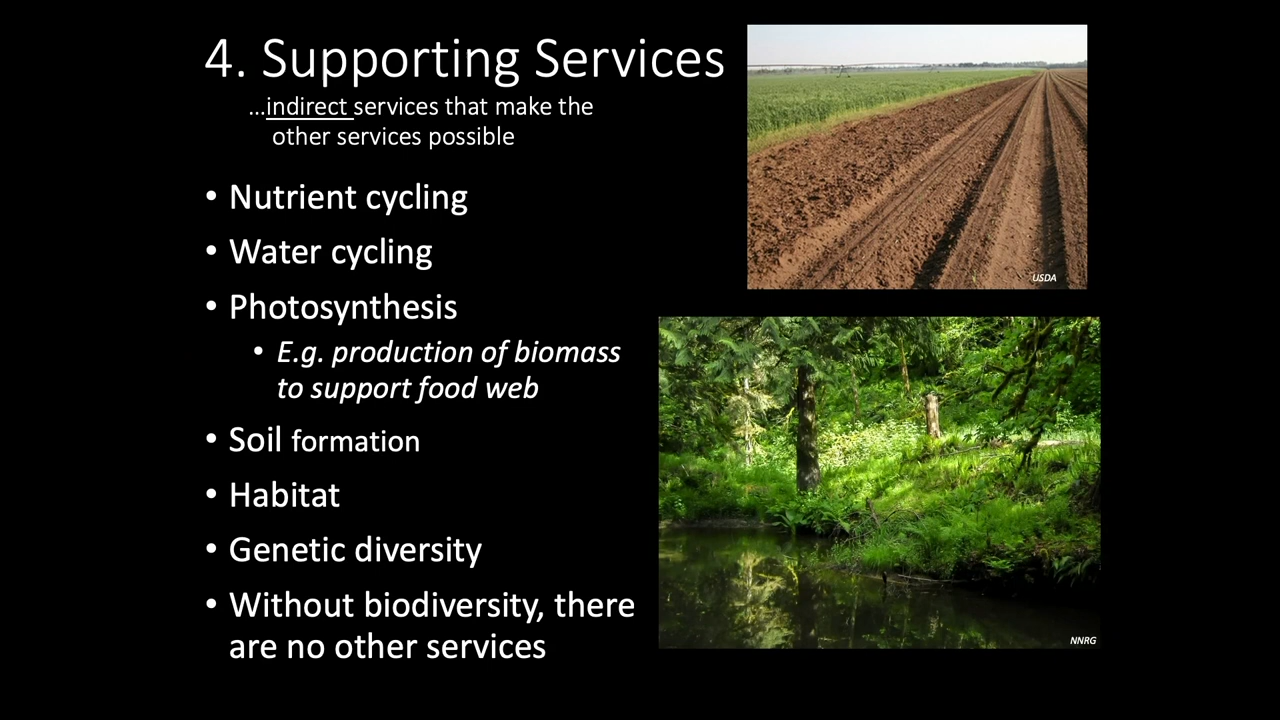 4. Supporting Services
...indirect services that make the
other services possible
• Nutrient cycling
• Water cycling
• Photosynthesis
• E.g. production of biomass
to support food web
• Soil formation
• Habitat
• Genetic diversity
• Without biodiversity, there
are no other services
USDA
NNRG